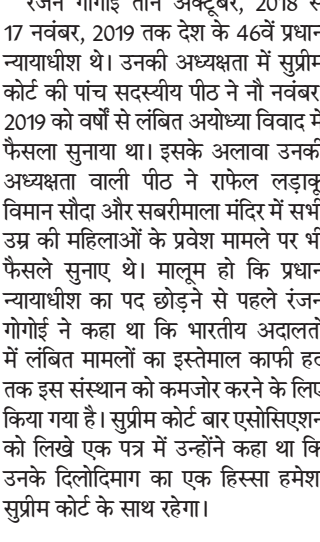 रंजन गोगोई तीन अक्टूबर, 2018 से
17 नवंबर, 2019 तक देश के 46वें प्रधान
न्यायाधीश थे। उनकी अध्यक्षता में सुप्रीम
कोर्ट की पांच सदस्यीय पीठ ने नौ नवंबर
2019 को वर्षों से लंबित अयोध्या विवाद में
फैसला सुनाया था। इसके अलावा उनकी
अध्यक्षता वाली पीठ ने राफेल लड़ाकू
विमान सौदा और सबरीमाला मंदिर में सभी
उम्र की महिलाओं के प्रवेश मामले पर भी
फैसले सुनाए थे। मालूम हो कि प्रधान
न्यायाधीश का पद छोड़ने से पहले रंजन
गोगोई ने कहा था कि भारतीय अदालतों
में लंबित मामलों का इस्तेमाल काफी हद
तक इस संस्थान को कमजोर करने के लिए
किया गया है। सुप्रीम कोर्ट बार एसोसिएशन
को लिखे एक पत्र में उन्होंने कहा था कि
उनके दिलोदिमाग का एक हिस्सा हमेश
सुप्रीम कोर्ट के साथ रहेगा।